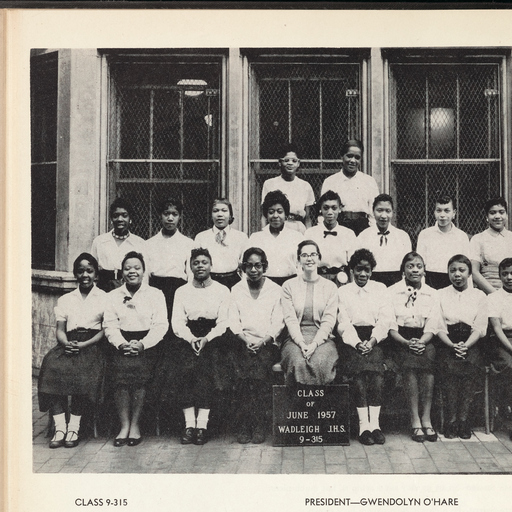 CLASS
OF
JUNE 1957
WADLEIGH J.H.S.
9-315
CLASS 9-315
PRESIDENT—GWENDOLYN O'HARE